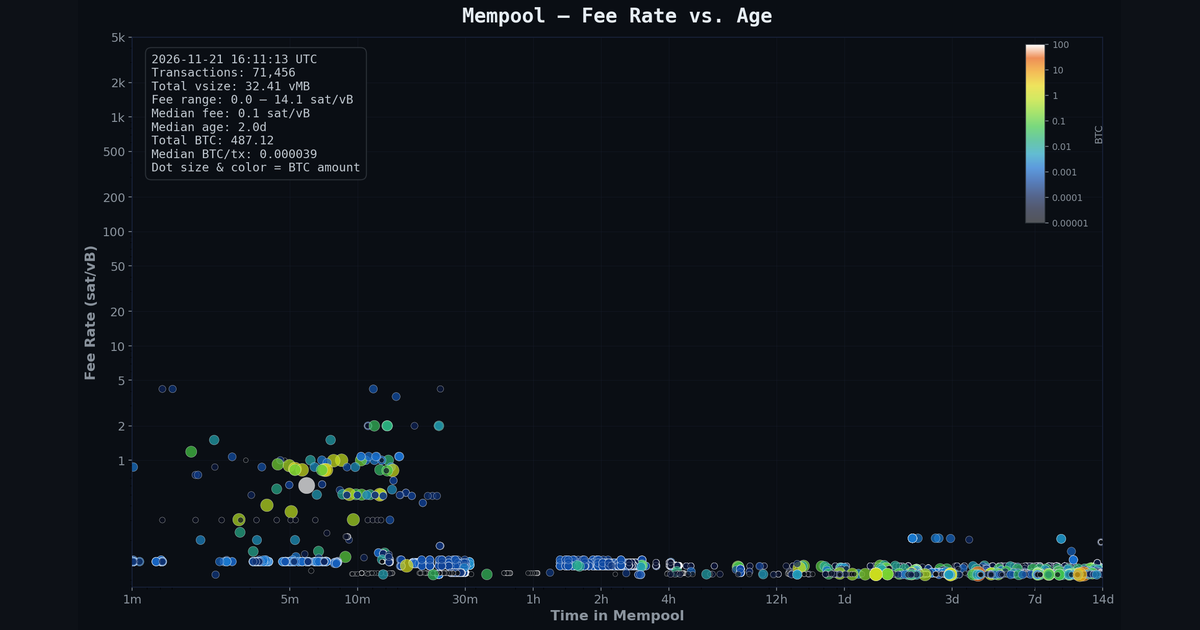 Mempool — Fee Rate vs. Age
2026-11-21 16:11:13 UTC
Transactions: 71,456
Total vsize: 32.41 vMB
Fee range: 0.0 — 14.1 sat/vB
Median fee: 0.1 sat/vB
Median age: 2.0d
Total BTC: 487.12
Median BTC/tx: 0.000039
Dot size & color = BTC amount
100
10
1
0.1
0.01
0.001
0.0001
0.00001
BTC
5k
2k
1k
500
200
100
50
20
10
5
2
1
Fee Rate (sat/vB)
1m 5m 10m 30m 1h 2h 4h 12h 1d 3d 7d 14d
Time in Mempool